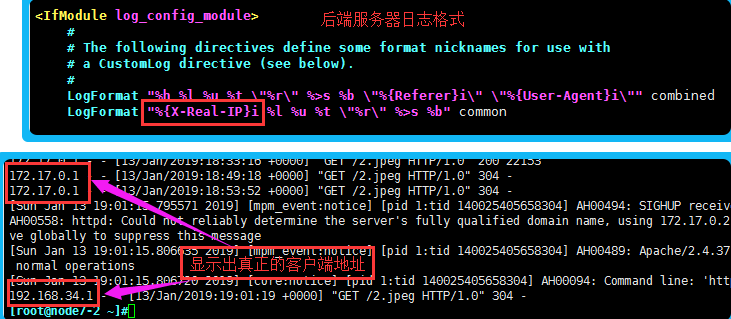 <IfModule log_config_module>
后端服务器日志格式
#
# The following directives define some format nicknames for use with
# a CustomLog directive (see below).
#
LogFormat "%h %l %u %t \"%r\" %>s %b \"%{Referer}i\" \"%{User-Agent}i\"" combined
LogFormat "%{X-Real-IP}i %l %u %t \"%r\" %>s %b" common
172.17.0.1 - - [13/Jan/2019:18:33:16 +0000] "GET /2.jpeg HTTP/1.0" 200 22153
172.17.0.1 - - [13/Jan/2019:18:49:18 +0000] "GET /2.jpeg HTTP/1.0" 304 -
172.17.0.1 - - [13/Jan/2019:18:53:52 +0000] "GET /2.jpeg HTTP/1.0" 304 -
[Sun Jan 13 19:01:15.795571 2019] [mpm_event:notice] [pid 1:tid 140025405658304] AH00494: SIGHUP receiv
AH00558: httpd: Could not reliably determine the server's fully qualified domain name, using 172.17.0.2
ve globally to suppress this message
[Sun Jan 13 19:01:15.806635 2019] [mpm_event:notice] [pid 1:tid 140025405658304] AH00489: Apache/2.4.37
normal operations
显示出真正的客户端地址
[Sun Jan 13 19:01:15.806720 2019] [core:notice] [pid 1:tid 140025405658304] AH00094: Command line: 'htt
192.168.34.1 - - [13/Jan/2019:19:01:19 +0000] "GET /2.jpeg HTTP/1.0" 304 -
[root@node7-2 ~]#